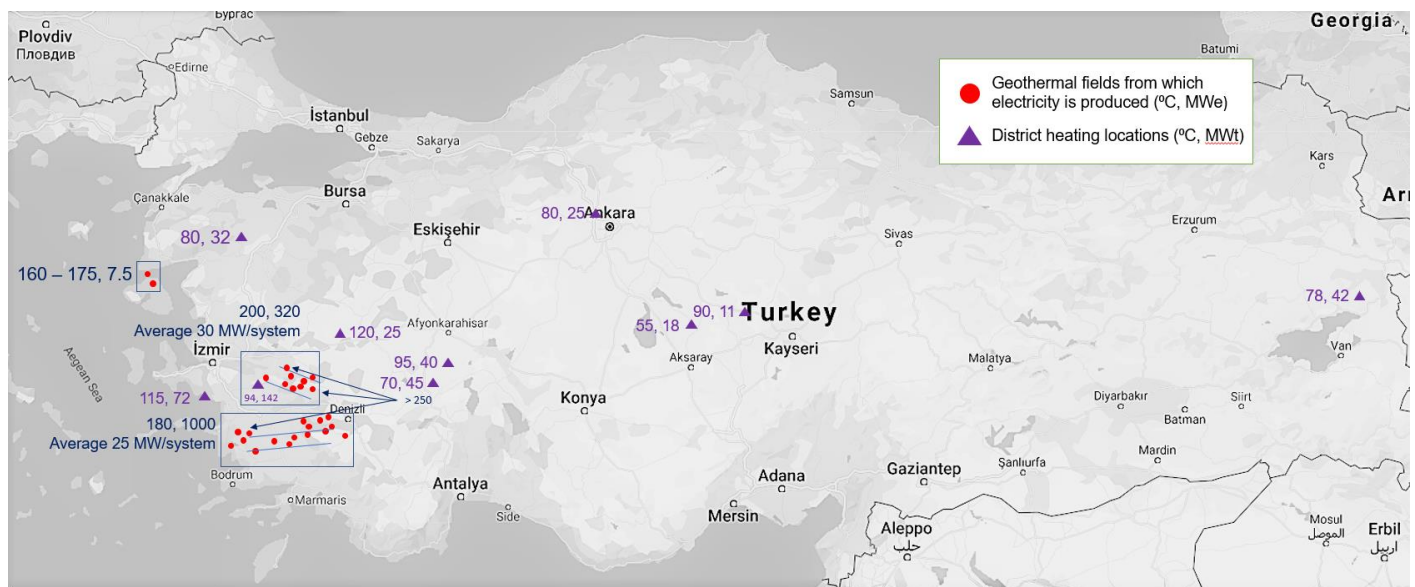 Бургас
Georgia
Plovdiv
Пловдив
Edirne
Batumi
Geothermal fields from which
electricity is produced (ºC, MWe)
District heating locations (ºC, MWt)
Samsun
İstanbul
Gebze
Sakarya
Kars
Çanakkale
Bursa
Arr
80, 25
Ankara
Erzurum
80, 32
Eskişehir
Sivas
160 – 175, 7.5
200, 320
Average 30 MW/system
78, 42
90, 11
Turkey
55, 18
120, 25
Afyonkarahisar
İzmir
Kayseri
Van
Aksaray
Malatya
95, 40
70, 45
Aegean Sea
115, 72
94, 142
> 250
Denizli
Konya
Diyarbakır
Siirt
Batman
180, 1000
Average 25 MW/system
Mardin
Bodrum
Antalya
Adana
Gaziantep
Şanlıurfa
Marmaris
Side
Mersin
Aleppo
حلب
Mosul
الموصل
Erbil
اربيل